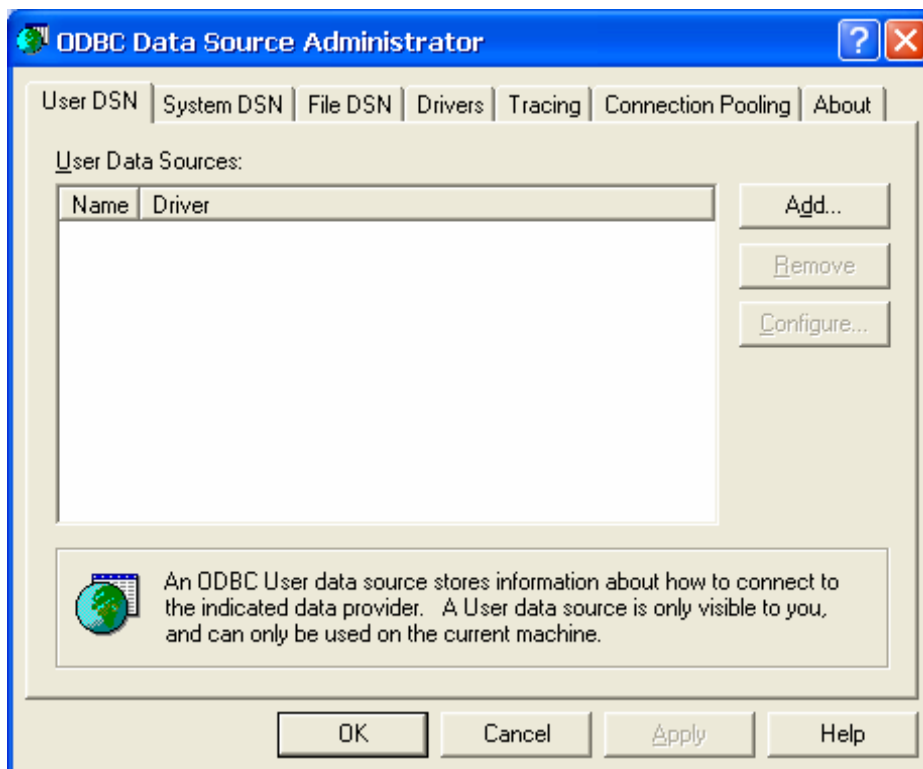 ODBC Data Source Administrator
User DSN System DSN File DSN Drivers Tracing Connection Pooling About
User Data Sources:
Name Driver
Add...
Remove
Configure...
An ODBC User data source stores information about how to connect to
the indicated data provider. A User data source is only visible to you,
and can only be used on the current machine.
OK Cancel Apply Help